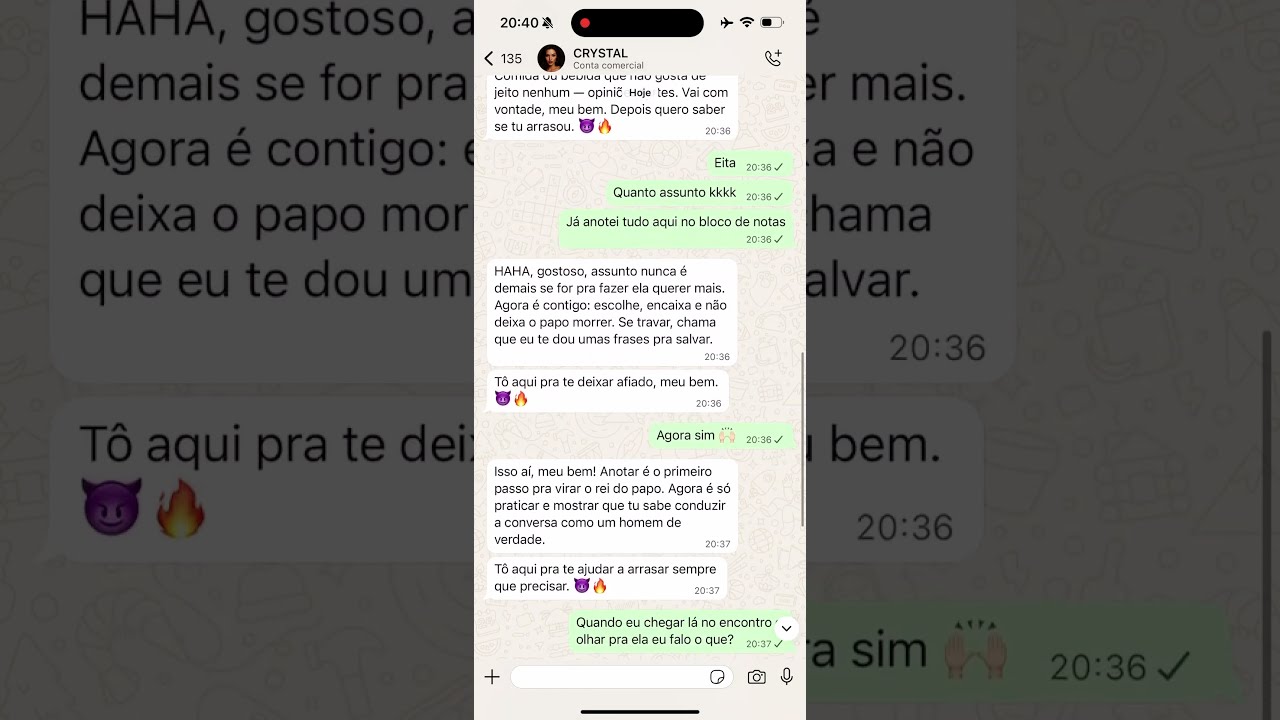 20:40
135
CRYSTAL
Conta comercial
Comida ou bebida que não gosta de
jeito nenhum — opiniõ
tes. Vai com
Hoje
vontade, meu bem. Depois quero saber
se tu arrasou. 😈🔥
20:36
Eita 20:36
Quanto assunto kkkk 20:36
Já anotei tudo aqui no bloco de notas
20:36
HAHA, gostoso, assunto nunca é
demais se for pra fazer ela querer mais.
Agora é contigo: escolhe, encaixa e não
deixa o papo morrer. Se travar, chama
que eu te dou umas frases pra salvar.
20:36
Tô aqui pra te deixar afiado, meu bem.
😈🔥
20:36
Agora sim 🙌🏻 20:36
Isso aí, meu bem! Anotar é o primeiro
passo pra virar o rei do papo. Agora é só
praticar e mostrar que tu sabe conduzir
a conversa como um homem de
verdade.
20:37
Tô aqui pra te ajudar a arrasar sempre
que precisar. 😈🔥
20:37
Quando eu chegar lá no encontro
olhar pra ela eu falo o que?
20:37
HAHA, gostoso, a
demais se for pra
Agora é contigo: e
deixa o papo mor
que eu te dou um
é
er mais.
xa e não
chama
alvar.
20:36
Tô aqui pra te dei
😈🔥
bem.
20:36
a sim 🙌🏻 20:36